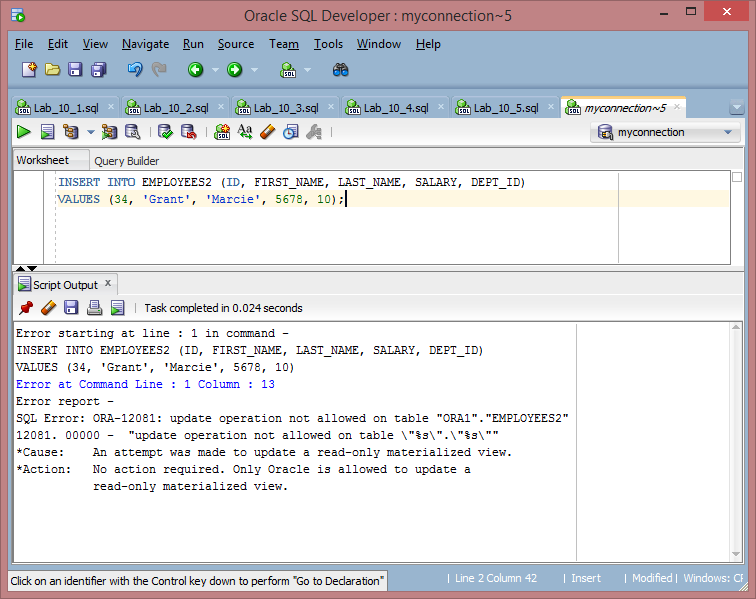 Oracle SQL Developer : myconnection~5
File Edit View Navigate Run Source Team Tools Window Help
Lab_10_1.sql Lab_10_2.sql Lab_10_3.sql Lab_10_4.sql Lab_10_5.sql myconnection~5
myconnection
Worksheet Query Builder
INSERT INTO EMPLOYEES2 (ID, FIRST_NAME, LAST_NAME, SALARY, DEPT_ID)
VALUES (34, 'Grant', 'Marcie', 5678, 10);
Script Output
Task completed in 0.024 seconds
Error starting at line : 1 in command -
INSERT INTO EMPLOYEES2 (ID, FIRST_NAME, LAST_NAME, SALARY, DEPT_ID)
VALUES (34, 'Grant', 'Marcie', 5678, 10)
Error at Command Line : 1 Column : 13
Error report -
SQL Error: ORA-12081: update operation not allowed on table "ORA1"."EMPLOYEES2"
12081. 00000 - "update operation not allowed on table \"%s\".\"%s\""
*Cause: An attempt was made to update a read-only materialized view.
*Action: No action required. Only Oracle is allowed to update a
read-only materialized view.
Click on an identifier with the Control key down to perform "Go to Declaration" | Line 2 Column 42 | Insert | Modified | Windows: